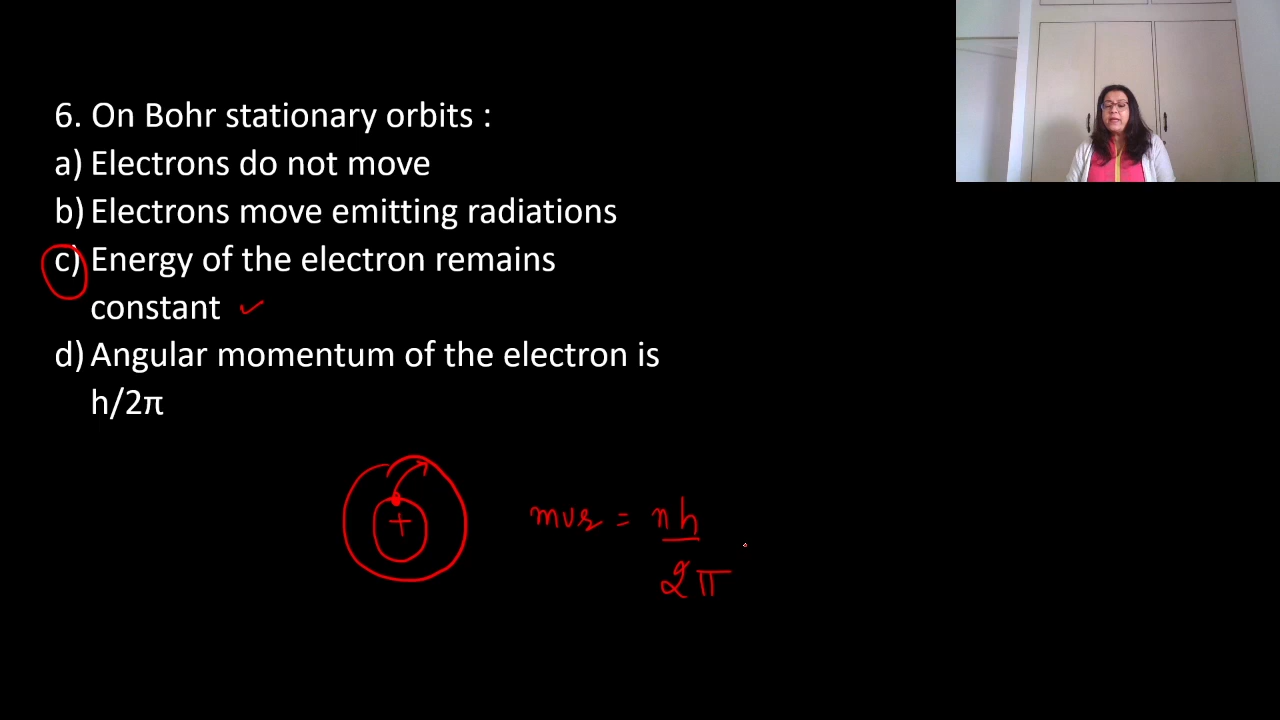 6. On Bohr stationary orbits :
a) Electrons do not move
b) Electrons move emitting radiations
c) Energy of the electron remains
constant ✓
d) Angular momentum of the electron is
h/2π
+
mvr = nh
2π